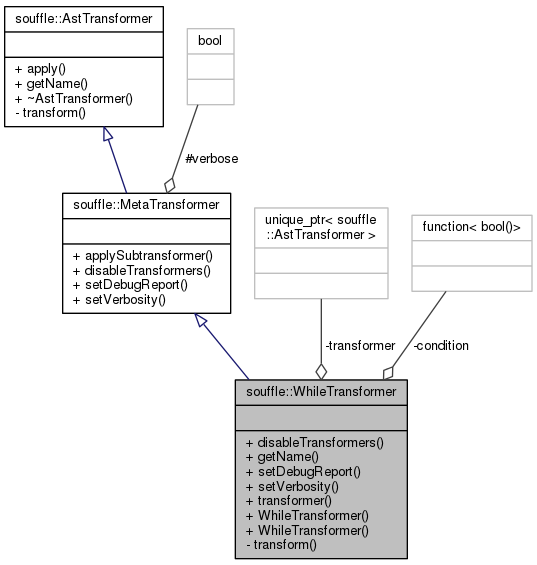 souffle::AstTransformer
+ apply()
+ getName()
+ ~AstTransformer()
- transform()
bool
#verbose
souffle::MetaTransformer
+ applySubtransformer()
+ disableTransformers()
+ setDebugReport()
+ setVerbosity()
unique_ptr< souffle
::AstTransformer >
function< bool()>
-transformer
-condition
souffle::WhileTransformer
+ disableTransformers()
+ getName()
+ setDebugReport()
+ setVerbosity()
+ transformer()
+ WhileTransformer()
+ WhileTransformer()
- transform()